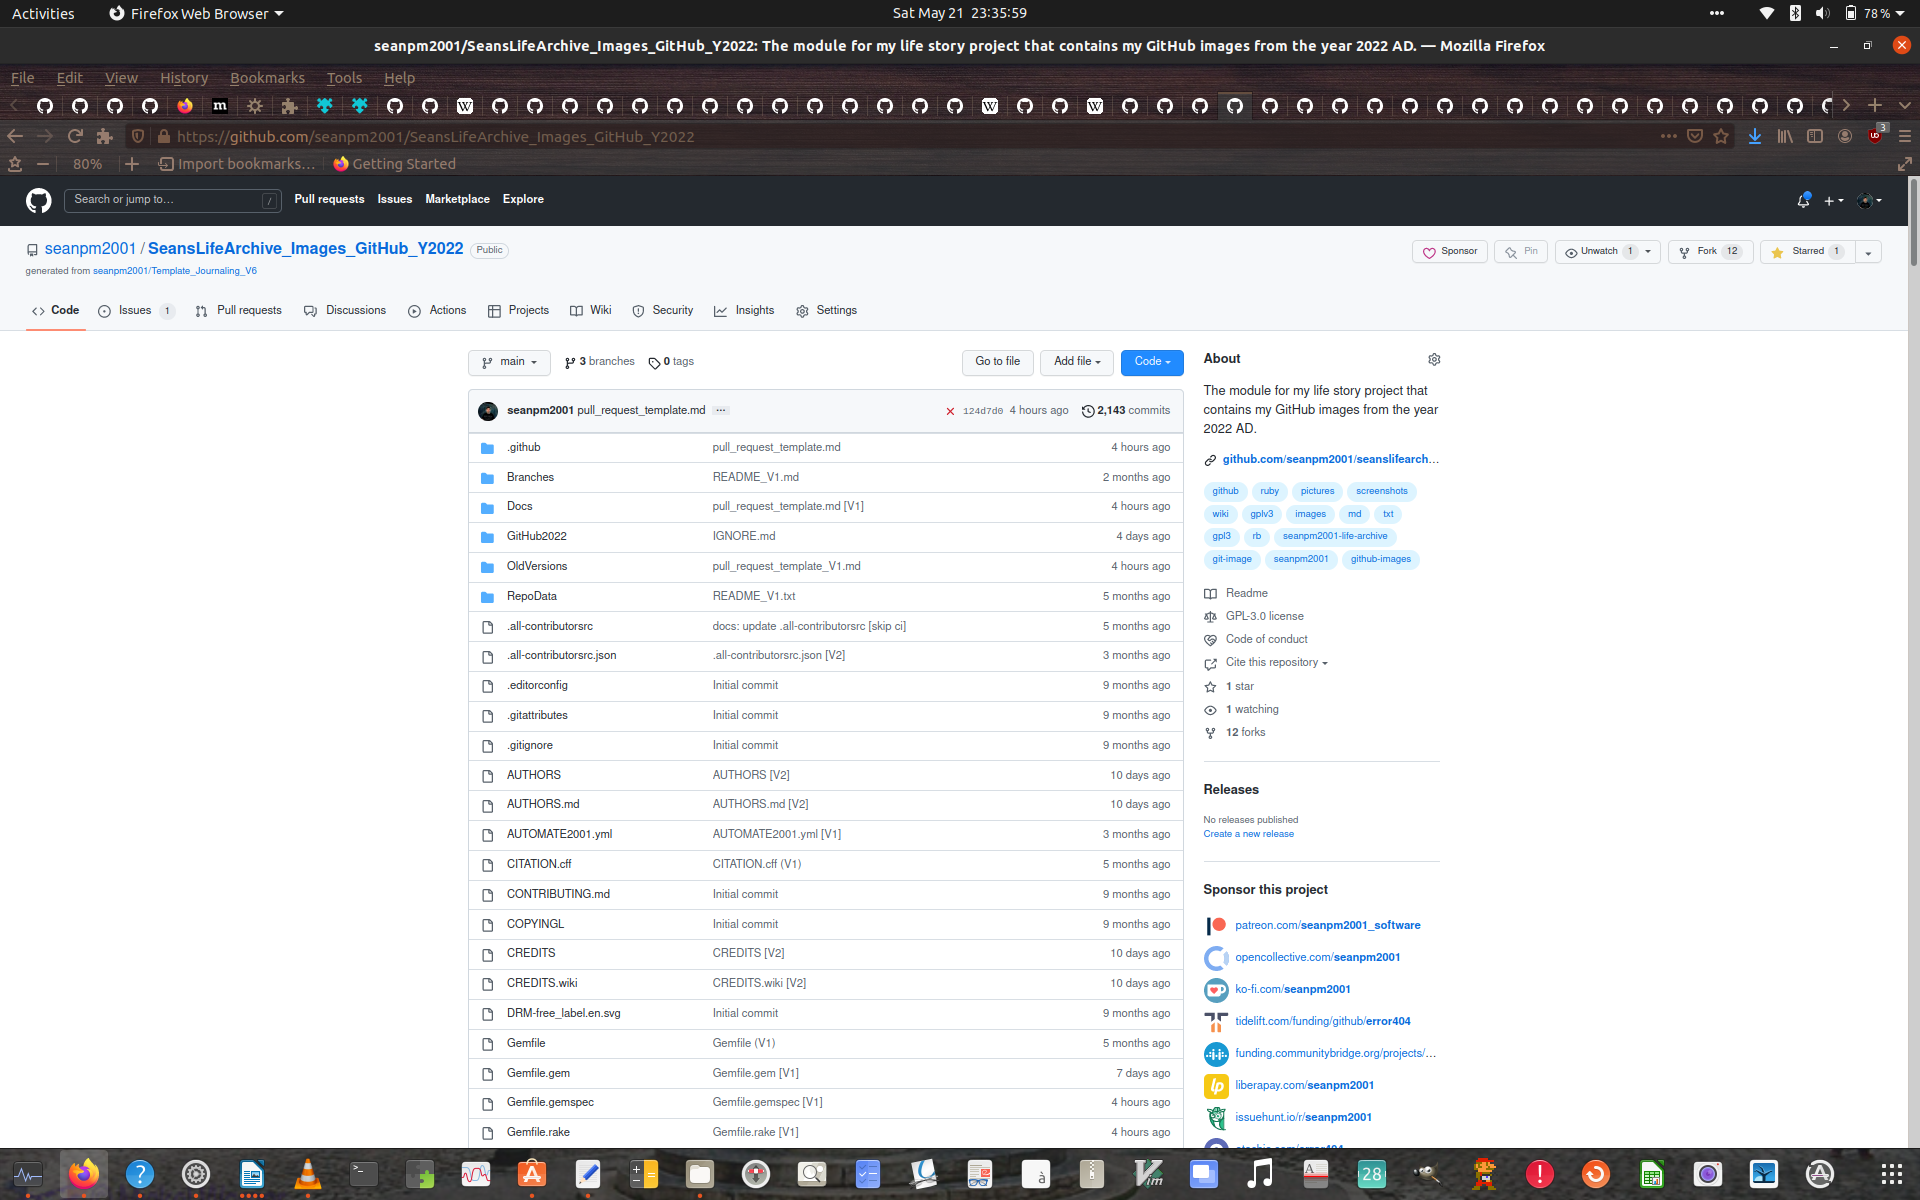 Activities Firefox Web Browser Sat May 21 23:35:59 78 %
seanpm2001/SeansLifeArchive_Images_GitHub_Y2022: The module for my life story project that contains my GitHub images from the year 2022 AD. — Mozilla Firefox
File Edit View History Bookmarks Tools Help
https://github.com/seanpm2001/SeansLifeArchive_Images_GitHub_Y2022 3
80% Import bookmarks... Getting Started
Search or jump to... / Pull requests Issues Marketplace Explore
seanpm2001 / SeansLifeArchive_Images_GitHub_Y2022 Public Sponsor Pin Unwatch 1 Fork 12 Starred 1
generated from seanpm2001/Template_Journaling_V6
Code Issues 1 Pull requests Discussions Actions Projects Wiki Security Insights Settings
main 3 branches 0 tags Go to file Add file Code
seanpm2001 pull_request_template.md ... 124d7d0 4 hours ago 2,143 commits
.github pull_request_template.md 4 hours ago
Branches README_V1.md 2 months ago
Docs pull_request_template.md [V1] 4 hours ago
GitHub2022 IGNORE.md 4 days ago
OldVersions pull_request_template_V1.md 4 hours ago
RepoData README_V1.txt 5 months ago
.all-contributorsrc docs: update .all-contributorsrc [skip ci] 5 months ago
.all-contributorsrc.json .all-contributorsrc.json [V2] 3 months ago
.editorconfig Initial commit 9 months ago
.gitattributes Initial commit 9 months ago
.gitignore Initial commit 9 months ago
AUTHORS AUTHORS [V2] 10 days ago
AUTHORS.md AUTHORS.md [V2] 10 days ago
AUTOMATE2001.yml AUTOMATE2001.yml [V1] 3 months ago
CITATION.cff CITATION.cff (V1) 5 months ago
CONTRIBUTING.md Initial commit 9 months ago
COPYINGL Initial commit 9 months ago
CREDITS CREDITS [V2] 10 days ago
CREDITS.wiki CREDITS.wiki [V2] 10 days ago
DRM-free_label.en.svg Initial commit 9 months ago
Gemfile Gemfile (V1) 5 months ago
Gemfile.gem Gemfile.gem [V1] 7 days ago
Gemfile.gemspec Gemfile.gemspec [V1] 4 hours ago
Gemfile.rake Gemfile.rake [V1] 4 hours ago
About
The module for my life story project that
contains my GitHub images from the year
2022 AD.
github.com/seanpm2001/seanslifearch...
github ruby pictures screenshots
wiki gplv3 images md txt
gpl3 rb seanpm2001-life-archive
git-image seanpm2001 github-images
Readme
GPL-3.0 license
Code of conduct
Cite this repository
1 star
1 watching
12 forks
Releases
No releases published
Create a new release
Sponsor this project
patreon.com/seanpm2001_software
opencollective.com/seanpm2001
ko-fi.com/seanpm2001
tidelift.com/funding/github/error404
funding.communitybridge.org/projects/...
liberapay.com/seanpm2001
issuehunt.io/r/seanpm2001
28